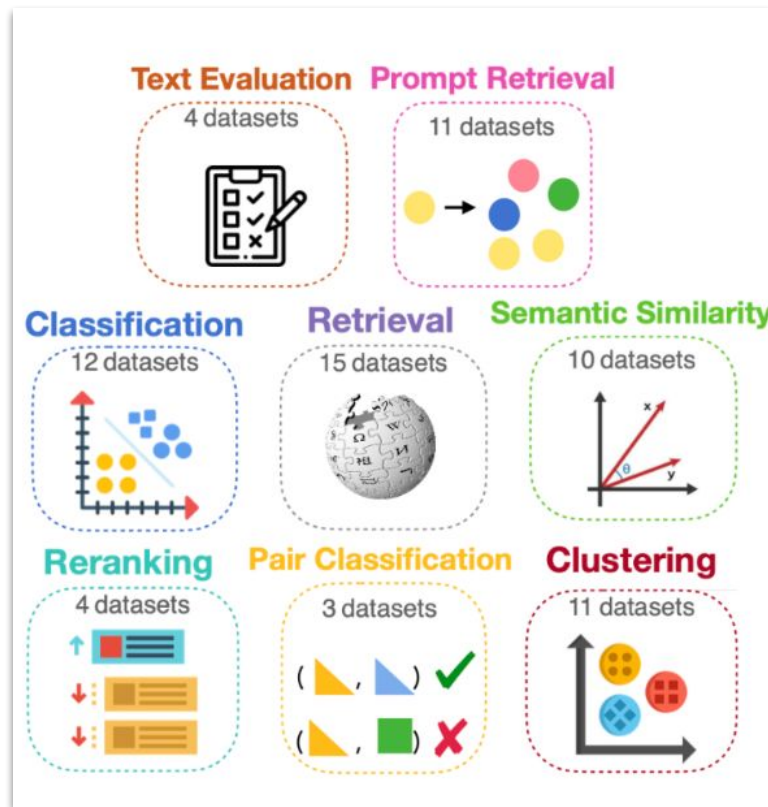 Text Evaluation
Prompt Retrieval
4 datasets
11 datasets
Classification
Retrieval
Semantic Similarity
12 datasets
15 datasets
10 datasets
x
θ
y
Reranking
Pair Classification
Clustering
4 datasets
3 datasets
11 datasets
( , )
( , )